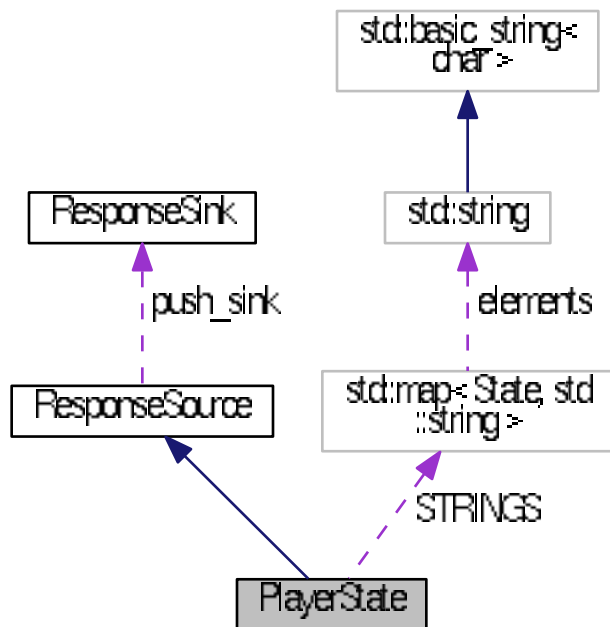 std::basic_string<
char >
ResponseSink
std::string
push_sink
elements
ResponseSource
std::map< State, std
::string >
STRINGS
PlayerState